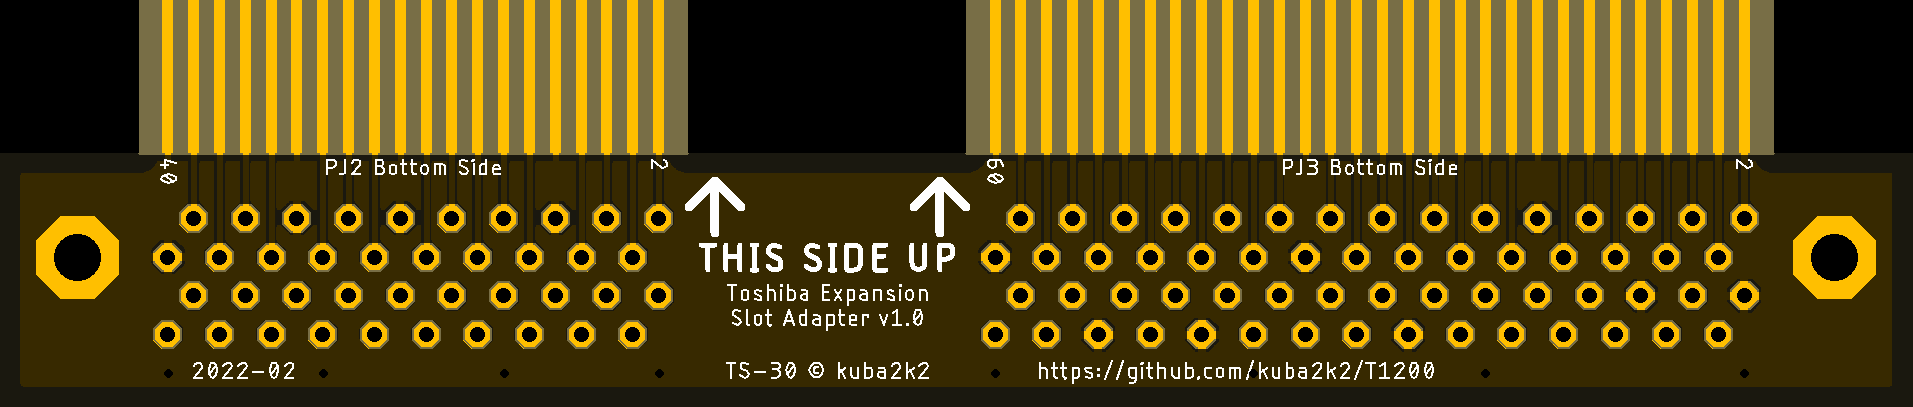 40
PJ2 Bottom Side
2
60
PJ3 Bottom Side
2
THIS SIDE UP
Toshiba Expansion
Slot Adapter v1.0
2022-02
TS-30 © kuba2k2
https://github.com/kuba2k2/T1200